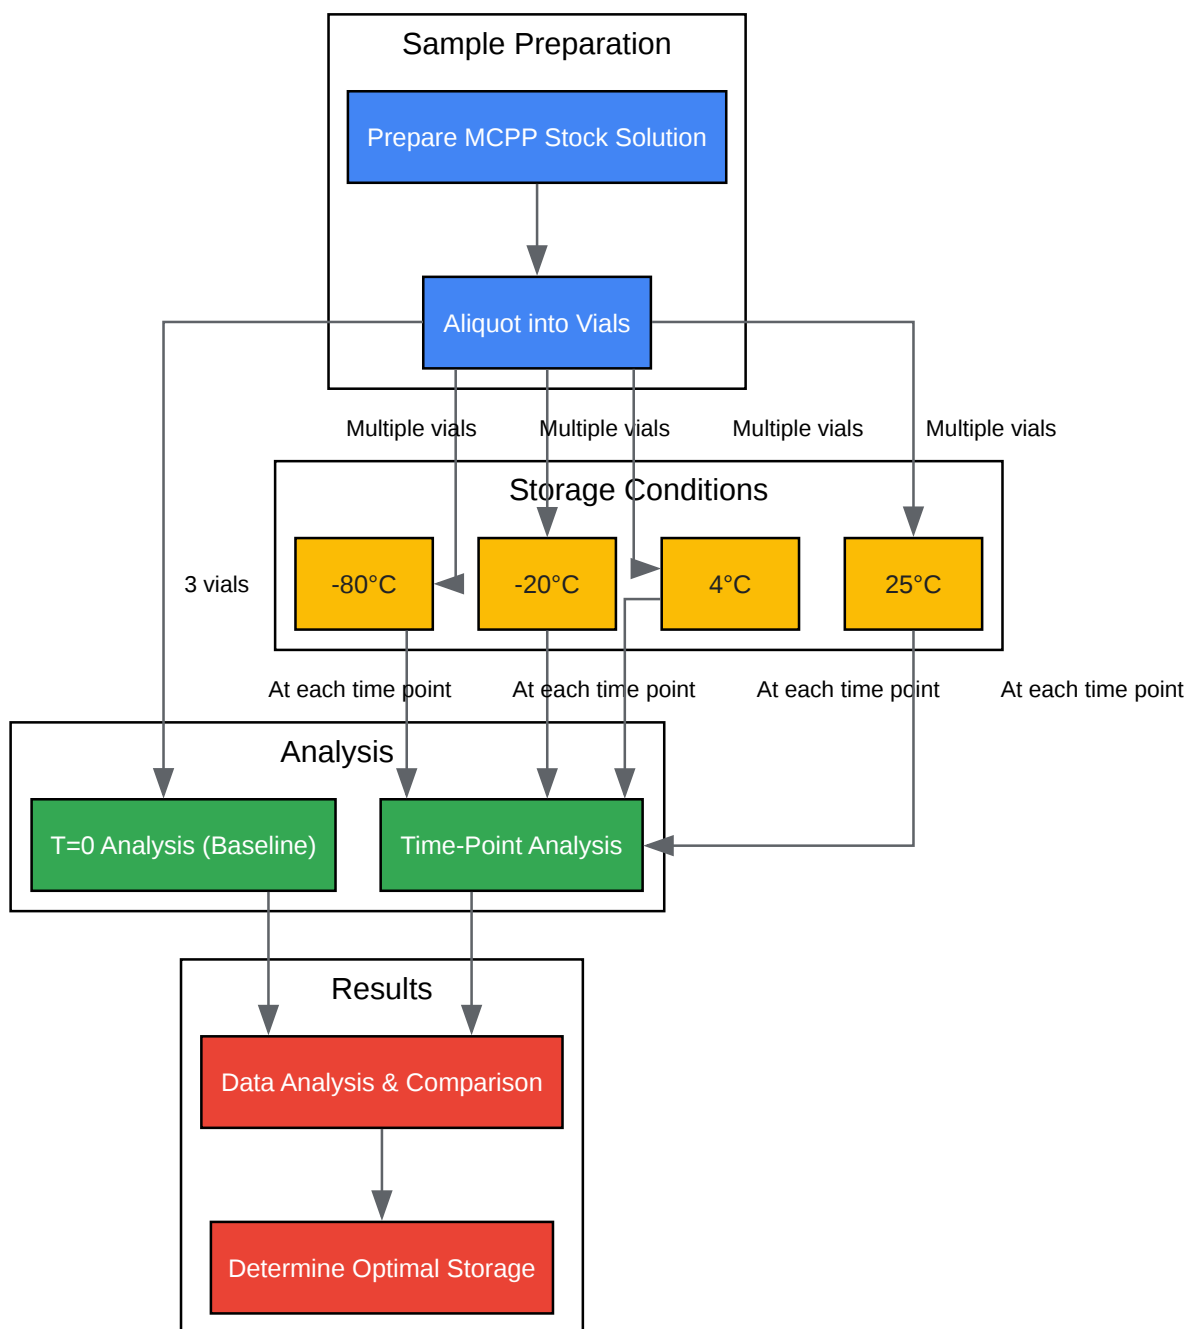 Sample Preparation
Prepare MCPP Stock Solution
Aliquot into Vials
Multiple vials
Multiple vials
Multiple vials
Multiple vials
Storage Conditions
3 vials
-80°C
-20°C
4°C
25°C
At each time point
At each time point
At each time point
At each time point
Analysis
T=0 Analysis (Baseline)
Time-Point Analysis
Results
Data Analysis & Comparison
Determine Optimal Storage